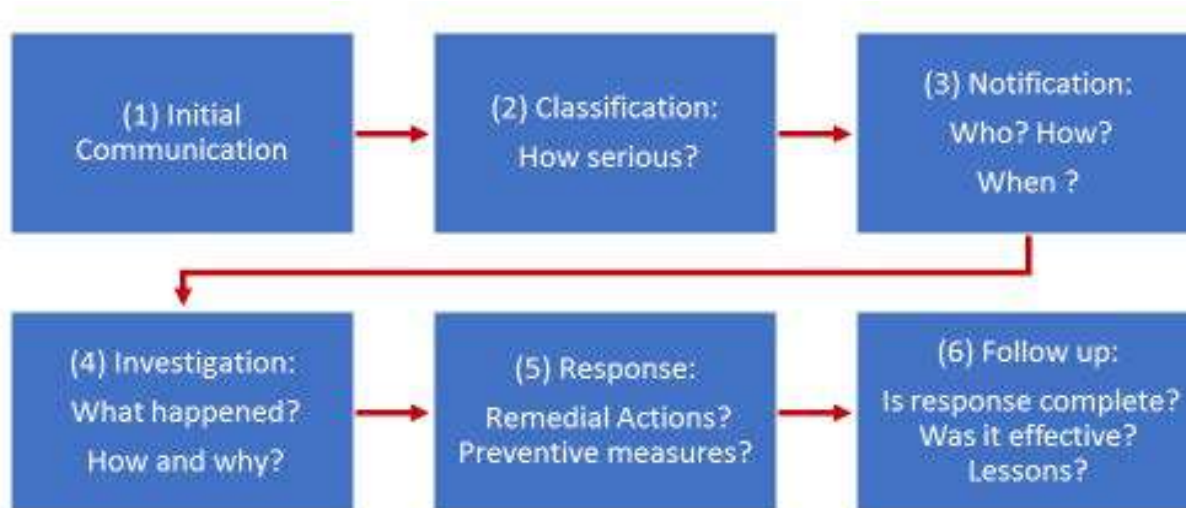 (1) Initial
Communication
(2) Classification:
How serious?
(3) Notification:
Who? How?
When ?
(4) Investigation:
What happened?
How and why?
(5) Response:
Remedial Actions?
Preventive measures?
(6) Follow up:
Is response complete?
Was it effective?
Lessons?